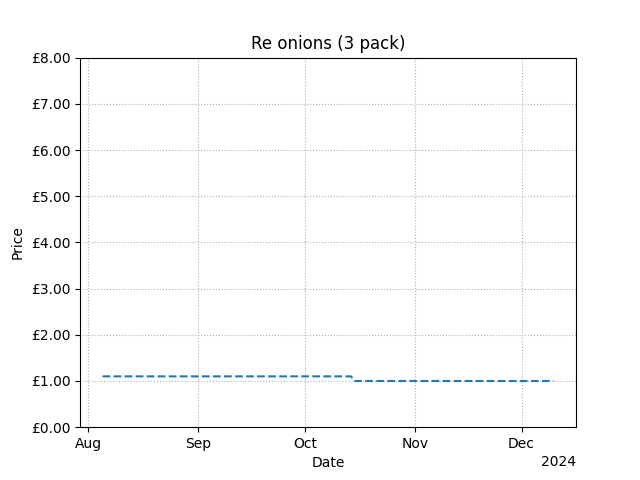 Re onions (3 pack)
£8.00
£7.00
£6.00
£5.00
£4.00
£3.00
£2.00
£1.00
£0.00
Price
Aug Sep Oct Nov Dec
Date
2024